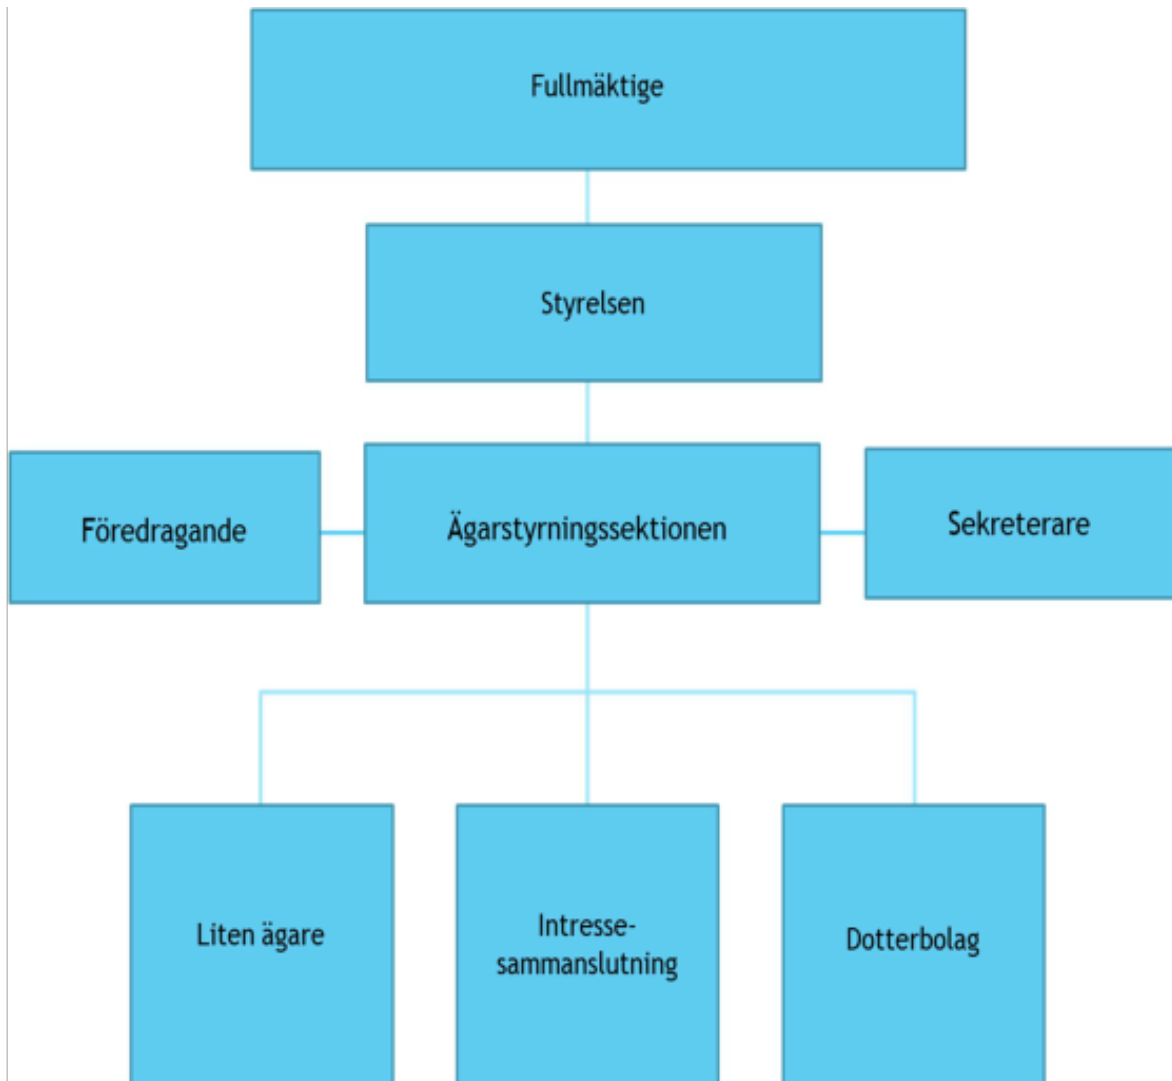 Fullmäktige
Styrelsen
Föredragande
Ägarstyrningssektionen
Sekreterare
Liten ägare
Intresse-
sammanslutning
Dotterbolag